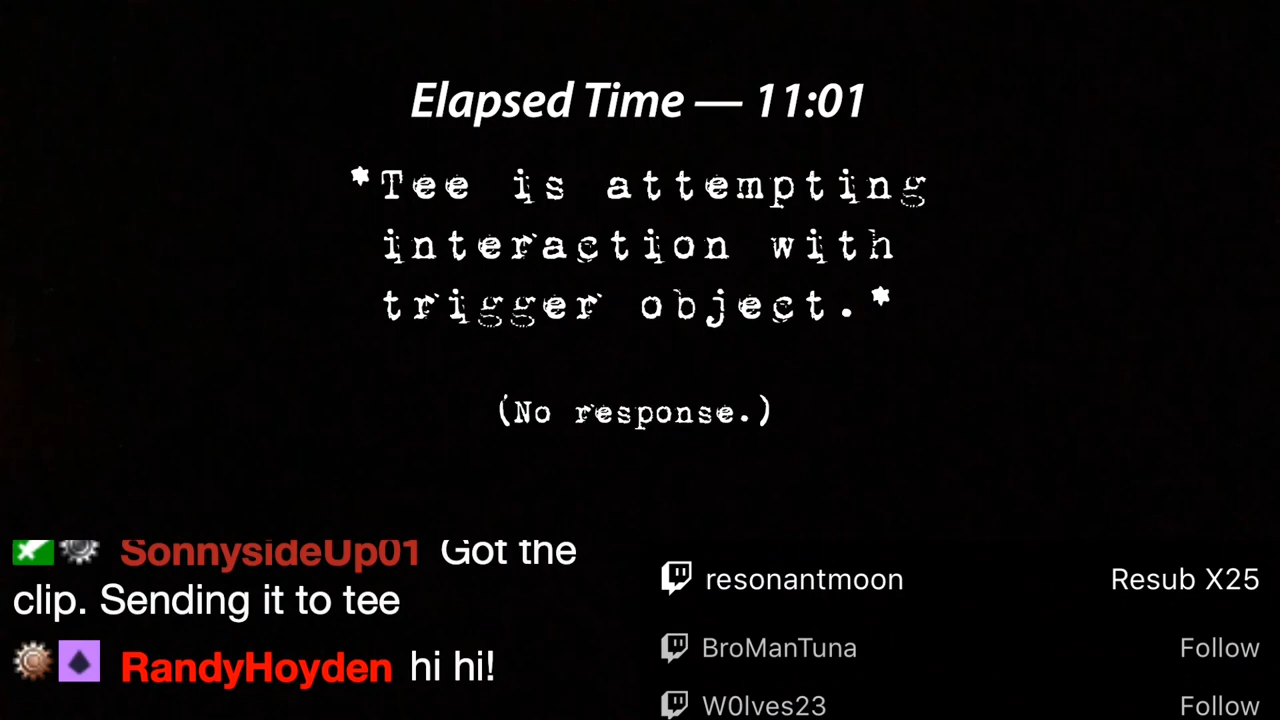 Elapsed Time — 11:01
*Tee is attempting
interaction with
trigger object.*
(No response.)
SonnysideUp01 Got the
clip. Sending it to tee
RandyHoyden hi hi!
resonantmoon Resub X25
BroManTuna Follow
W0lves23 Follow